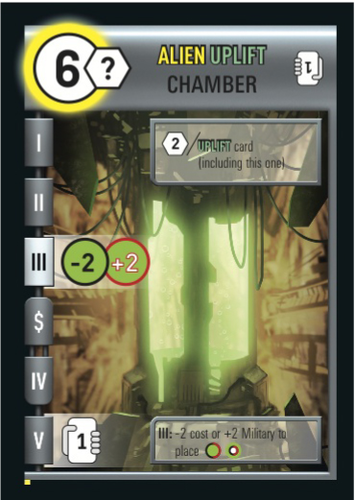 6 ? ALIEN UPLIFT
CHAMBER
1
2 / UPLIFT card
(including this one)
I
II
III -2 +2
$
IV
V 1
III: -2 cost or +2 Military to
place